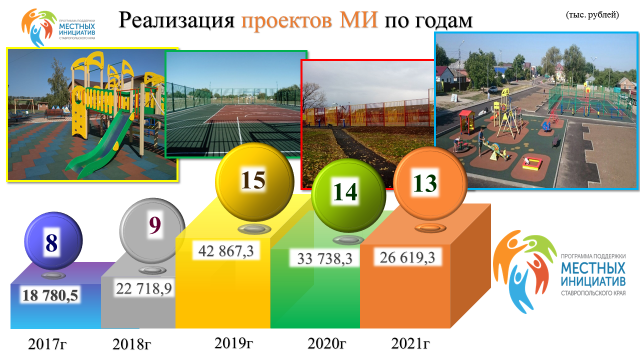 ПРОГРАММА ПОДДЕРЖКИ
МЕСТНЫХ
ИНИЦИАТИВ
СТАВРОПОЛЬСКОГО КРАЯ
Реализация проектов МИ по годам
(тыс. рублей)
8
9
15
14
13
18 780,5
22 718,9
42 867,3
33 738,3
26 619,3
2017г
2018г
2019г
2020г
2021г
ПРОГРАММА ПОДДЕРЖКИ
МЕСТНЫХ
ИНИЦИАТИВ
СТАВРОПОЛЬСКОГО КРАЯ